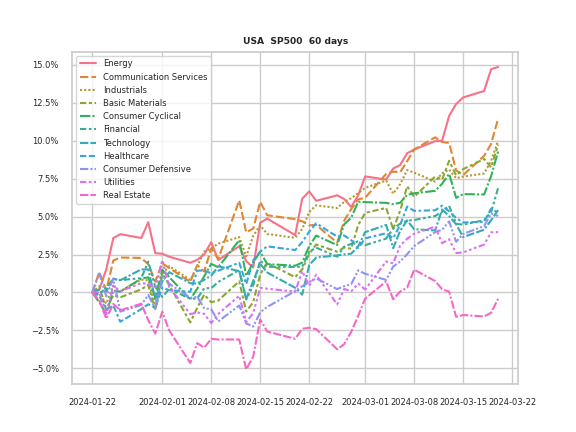 USA  SP500  60 days
15.0%
12.5%
10.0%
7.5%
5.0%
2.5%
0.0%
−2.5%
−5.0%
Energy
Communication Services
Industrials
Basic Materials
Consumer Cyclical
Financial
Technology
Healthcare
Consumer Defensive
Utilities
Real Estate
2024-01-22
2024-02-01
2024-02-08
2024-02-15
2024-02-22
2024-03-01
2024-03-08
2024-03-15
2024-03-22